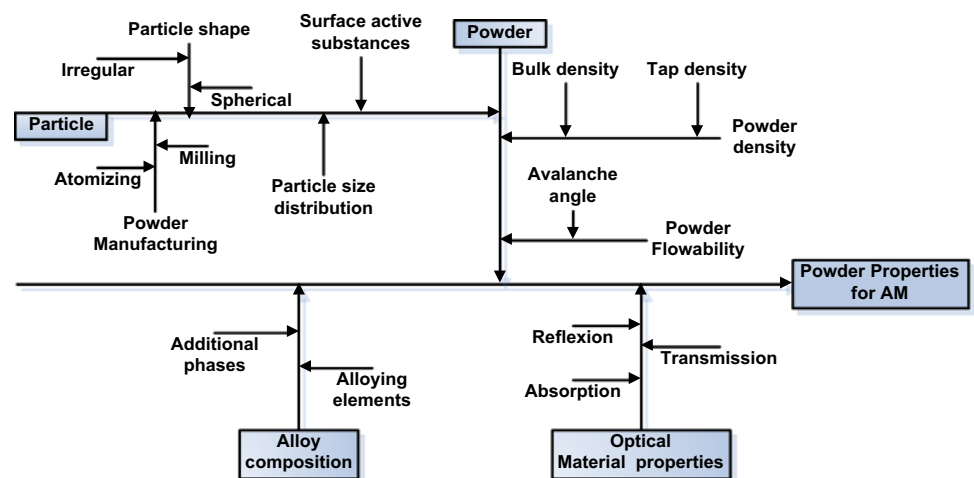 Particle shape
Surface active
substances
Powder
Irregular
Spherical
Bulk density
Tap density
Particle
Milling
Atomizing
Powder
Manufacturing
Particle size
distribution
Powder
density
Avalanche
angle
Powder
Flowability
Powder Properties
for AM
Additional
phases
Alloying
elements
Reflexion
Transmission
Absorption
Alloy
composition
Optical
Material properties